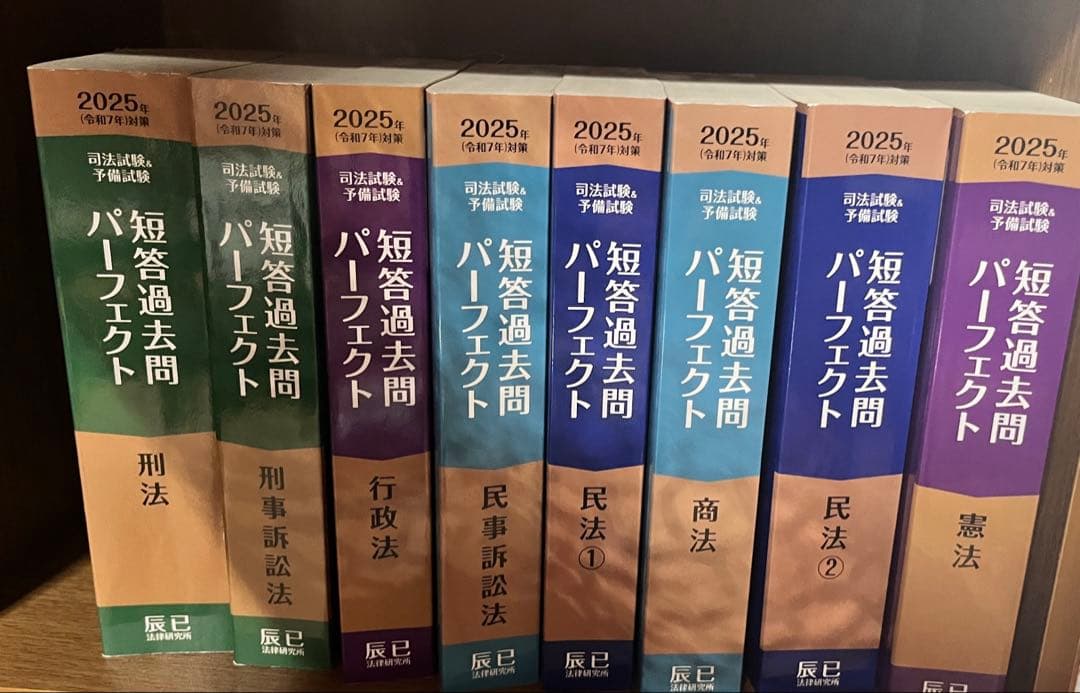 2025年
(令和7年)対策
司法試験&
予備試験
短答過去問
パーフェクト
刑法
辰已
法律研究所
2025年
(令和7年)対策
司法試験&
予備試験
短答過去問
パーフェクト
刑事訴訟法
辰已
法律研究所
2025年
(令和7年)対策
司法試験&
予備試験
短答過去問
パーフェクト
行政法
辰已
法律研究所
2025年
(令和7年)対策
司法試験&
予備試験
短答過去問
パーフェクト
民事訴訟法
辰已
法律研究所
2025年
(令和7年)対策
司法試験&
予備試験
短答過去問
パーフェクト
民法①
辰已
法律研究所
2025年
(令和7年)対策
司法試験&
予備試験
短答過去問
パーフェクト
商法
辰已
法律研究所
2025年
(令和7年)対策
司法試験&
予備試験
短答過去問
パーフェクト
民法②
辰已
法律研究所
2025年
(令和7年)対策
司法試験&
予備試験
短答過去問
パーフェクト
憲法
辰已